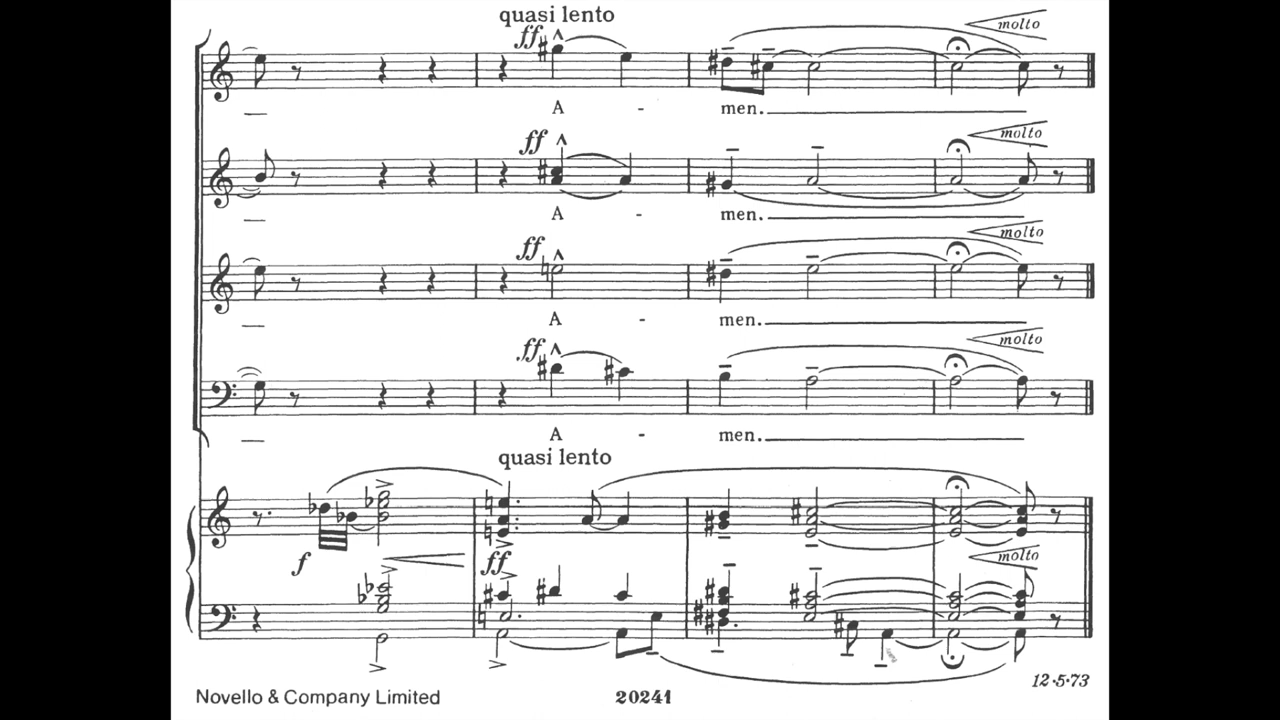 quasi lento
ff
molto
A - men.
ff
molto
A - men.
ff
molto
A - men.
ff
molto
A - men.
quasi lento
f ff molto
12·5·73
Novello & Company Limited 20241